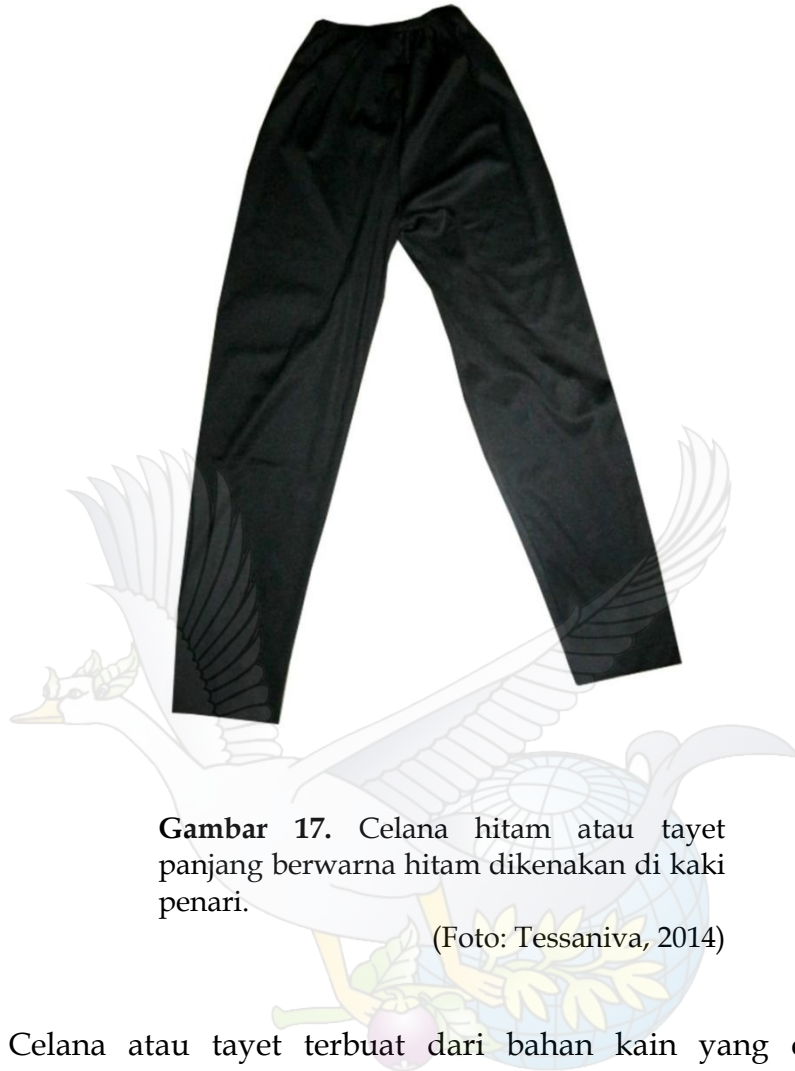 Gambar 17. Celana hitam atau tayet
panjang berwarna hitam dikenakan di kaki
penari.
(Foto: Tessaniva, 2014)
Celana atau tayet terbuat dari bahan kain yang